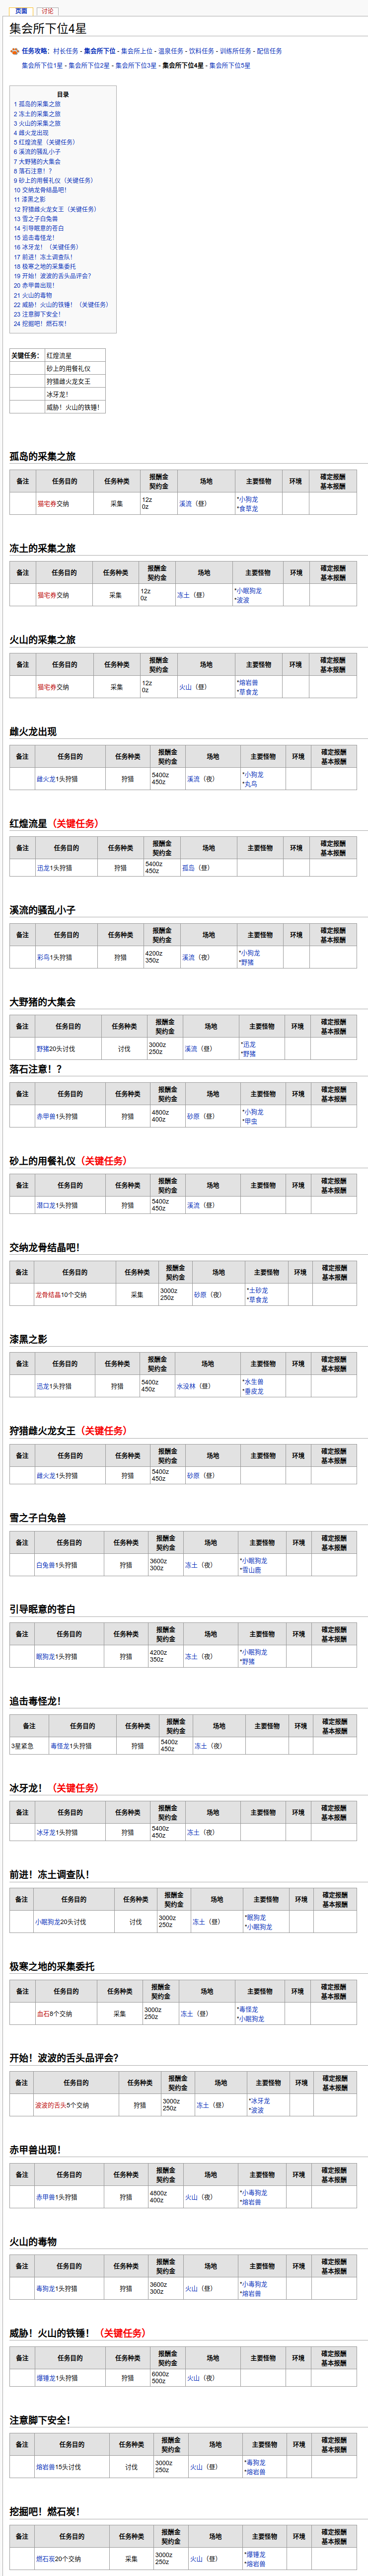 页面 讨论
集会所下位4星
任务攻略：村长任务 - 集会所下位 - 集会所上位 - 温泉任务 - 饮料任务 - 训练所任务 - 配信任务
集会所下位1星 - 集会所下位2星 - 集会所下位3星 - 集会所下位4星 - 集会所下位5星
目录
1 孤岛的采集之旅
2 冻土的采集之旅
3 火山的采集之旅
4 雌火龙出现
5 红煌流星（关键任务）
6 溪流的骚乱小子
7 大野猪的大集会
8 落石注意！？
9 砂上的用餐礼仪（关键任务）
10 交纳龙骨结晶吧！
11 漆黑之影
12 狩猎雌火龙女王（关键任务）
13 雪之子白兔兽
14 引导眠意的苍白
15 追击毒怪龙！
16 冰牙龙！（关键任务）
17 前进！冻土调查队！
18 极寒之地的采集委托
19 开始！波波的舌头品评会？
20 赤甲兽出现！
21 火山的毒物
22 威胁！火山的铁锤！（关键任务）
23 注意脚下安全！
24 挖掘吧！燃石炭！
关键任务： 红煌流星
砂上的用餐礼仪
狩猎雌火龙女王
冰牙龙！
威胁！火山的铁锤！
孤岛的采集之旅
备注 任务目的 任务种类 报酬金 契约金 场地 主要怪物 环境 確定报酬 基本报酬
猫宅券交纳 采集 12z 0z 溪流（昼） *小狗龙 *食草龙
冻土的采集之旅
备注 任务目的 任务种类 报酬金 契约金 场地 主要怪物 环境 確定报酬 基本报酬
猫宅券交纳 采集 12z 0z 冻土（昼） *小眠狗龙 *波波
火山的采集之旅
备注 任务目的 任务种类 报酬金 契约金 场地 主要怪物 环境 確定报酬 基本报酬
猫宅券交纳 采集 12z 0z 火山（昼） *熔岩兽 *草食龙
雌火龙出现
备注 任务目的 任务种类 报酬金 契约金 场地 主要怪物 环境 確定报酬 基本报酬
雌火龙1头狩猎 狩猎 5400z 450z 溪流（夜） *小狗龙 *丸鸟
红煌流星（关键任务）
备注 任务目的 任务种类 报酬金 契约金 场地 主要怪物 环境 確定报酬 基本报酬
迅龙1头狩猎 狩猎 5400z 450z 孤岛（昼）
溪流的骚乱小子
备注 任务目的 任务种类 报酬金 契约金 场地 主要怪物 环境 確定报酬 基本报酬
彩鸟1头狩猎 狩猎 4200z 350z 溪流（夜） *小狗龙 *野猪
大野猪的大集会
备注 任务目的 任务种类 报酬金 契约金 场地 主要怪物 环境 確定报酬 基本报酬
野猪20头讨伐 讨伐 3000z 250z 溪流（昼） *迅龙 *野猪
落石注意！？
备注 任务目的 任务种类 报酬金 契约金 场地 主要怪物 环境 確定报酬 基本报酬
赤甲兽1头狩猎 狩猎 4800z 400z 砂原（昼） *小狗龙 *甲虫
砂上的用餐礼仪（关键任务）
备注 任务目的 任务种类 报酬金 契约金 场地 主要怪物 环境 確定报酬 基本报酬
潜口龙1头狩猎 狩猎 5400z 450z 溪流（昼）
交纳龙骨结晶吧！
备注 任务目的 任务种类 报酬金 契约金 场地 主要怪物 环境 確定报酬 基本报酬
龙骨结晶10个交纳 采集 3000z 250z 砂原（夜） *土砂龙 *草食龙
漆黑之影
备注 任务目的 任务种类 报酬金 契约金 场地 主要怪物 环境 確定报酬 基本报酬
迅龙1头狩猎 狩猎 5400z 450z 水没林（昼） *水生兽 *垂皮龙
狩猎雌火龙女王（关键任务）
备注 任务目的 任务种类 报酬金 契约金 场地 主要怪物 环境 確定报酬 基本报酬
雌火龙1头狩猎 狩猎 5400z 450z 砂原（昼）
雪之子白兔兽
备注 任务目的 任务种类 报酬金 契约金 场地 主要怪物 环境 確定报酬 基本报酬
白兔兽1头狩猎 狩猎 3600z 300z 冻土（夜） *小眠狗龙 *雪山鹿
引导眠意的苍白
备注 任务目的 任务种类 报酬金 契约金 场地 主要怪物 环境 確定报酬 基本报酬
眠狗龙1头狩猎 狩猎 4200z 350z 冻土（夜） *小眠狗龙 *野猪
追击毒怪龙！
备注 任务目的 任务种类 报酬金 契约金 场地 主要怪物 环境 確定报酬 基本报酬
3星紧急 毒怪龙1头狩猎 狩猎 5400z 450z 冻土（夜）
冰牙龙！（关键任务）
备注 任务目的 任务种类 报酬金 契约金 场地 主要怪物 环境 確定报酬 基本报酬
冰牙龙1头狩猎 狩猎 5400z 450z 冻土（夜）
前进！冻土调查队！
备注 任务目的 任务种类 报酬金 契约金 场地 主要怪物 环境 確定报酬 基本报酬
小眠狗龙20头讨伐 讨伐 3000z 250z 冻土（昼） *眠狗龙 *小眠狗龙
极寒之地的采集委托
备注 任务目的 任务种类 报酬金 契约金 场地 主要怪物 环境 確定报酬 基本报酬
血石8个交纳 采集 3000z 250z 冻土（昼） *毒怪龙 *小眠狗龙
开始！波波的舌头品评会？
备注 任务目的 任务种类 报酬金 契约金 场地 主要怪物 环境 確定报酬 基本报酬
波波的舌头5个交纳 狩猎 3000z 250z 冻土（昼） *冰牙龙 *波波
赤甲兽出现！
备注 任务目的 任务种类 报酬金 契约金 场地 主要怪物 环境 確定报酬 基本报酬
赤甲兽1头狩猎 狩猎 4800z 400z 火山（夜） *小毒狗龙 *熔岩兽
火山的毒物
备注 任务目的 任务种类 报酬金 契约金 场地 主要怪物 环境 確定报酬 基本报酬
毒狗龙1头狩猎 狩猎 3600z 300z 火山（昼） *小毒狗龙 *熔岩兽
威胁！火山的铁锤！（关键任务）
备注 任务目的 任务种类 报酬金 契约金 场地 主要怪物 环境 確定报酬 基本报酬
爆锤龙1头狩猎 狩猎 6000z 500z 火山（夜）
注意脚下安全！
备注 任务目的 任务种类 报酬金 契约金 场地 主要怪物 环境 確定报酬 基本报酬
熔岩兽15头讨伐 讨伐 3000z 250z 火山（昼） *毒狗龙 *熔岩兽
挖掘吧！燃石炭！
备注 任务目的 任务种类 报酬金 契约金 场地 主要怪物 环境 確定报酬 基本报酬
燃石炭20个交纳 采集 3000z 250z 火山（昼） *爆锤龙 *熔岩兽